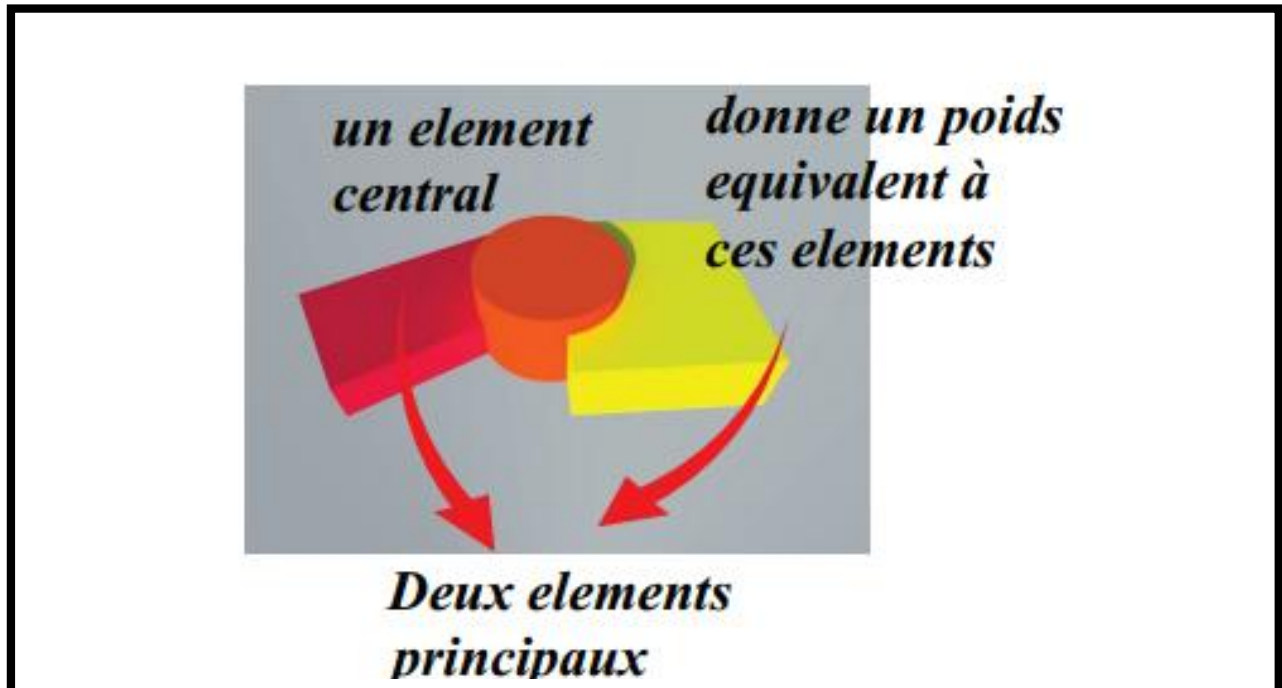 un element
central
donne un poids
equivalent à
ces elements
Deux elements
principaux